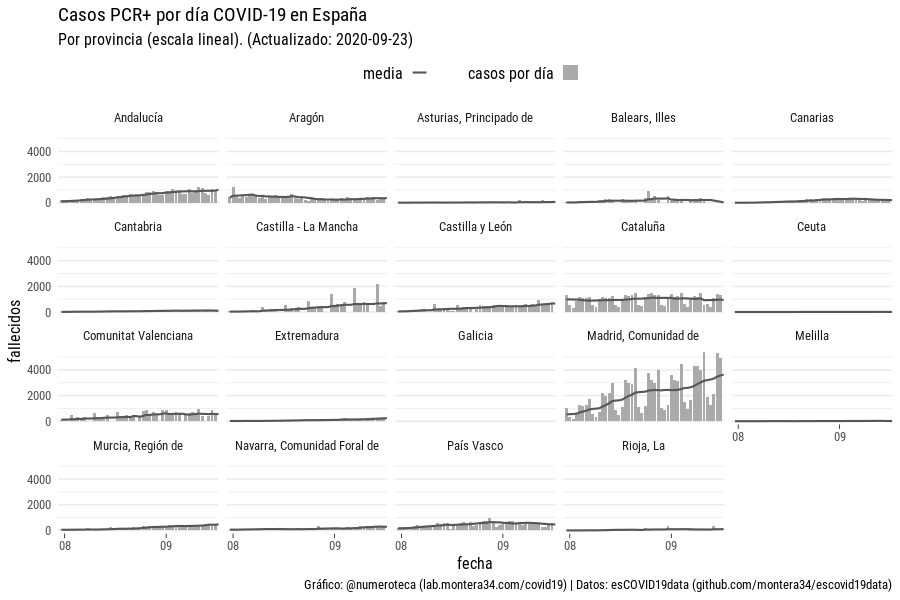 Casos PCR+ por día COVID-19 en España
Por provincia (escala lineal). (Actualizado: 2020-09-23)
media casos por día
Andalucía Aragón Asturias, Principado de Balears, Illes Canarias
4000
2000
0
Cantabria Castilla - La Mancha Castilla y León Cataluña Ceuta
4000
2000
0
fallecidos
Comunitat Valenciana Extremadura Galicia Madrid, Comunidad de Melilla
4000
2000
0
08 09
Murcia, Región de Navarra, Comunidad Foral de País Vasco Rioja, La
4000
2000
0
08 09 08 09 08 09 08 09
fecha
Gráfico: @numeroteca (lab.montera34.com/covid19) | Datos: esCOVID19data (github.com/montera34/escovid19data)